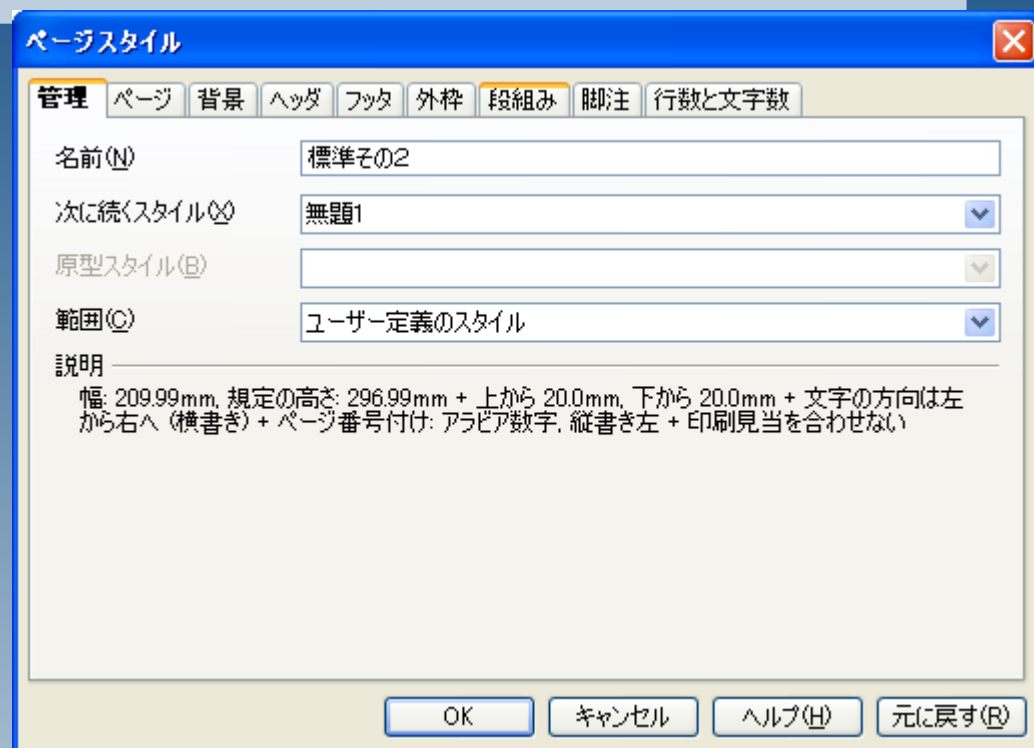 ページスタイル
管理 ページ 背景 ヘッダ フッタ 外枠 段組み 脚注 行数と文字数
名前(N) 標準その2
次に続くスタイル(X) 無題1
原型スタイル(B)
範囲(C) ユーザー定義のスタイル
説明
幅: 209.99mm, 規定の高さ: 296.99mm + 上から 20.0mm, 下から 20.0mm + 文字の方向は左
から右へ (横書き) + ページ番号付け: アラビア数字, 縦書き左 + 印刷見当を合わせない
OK キャンセル ヘルプ(H) 元に戻す(R)